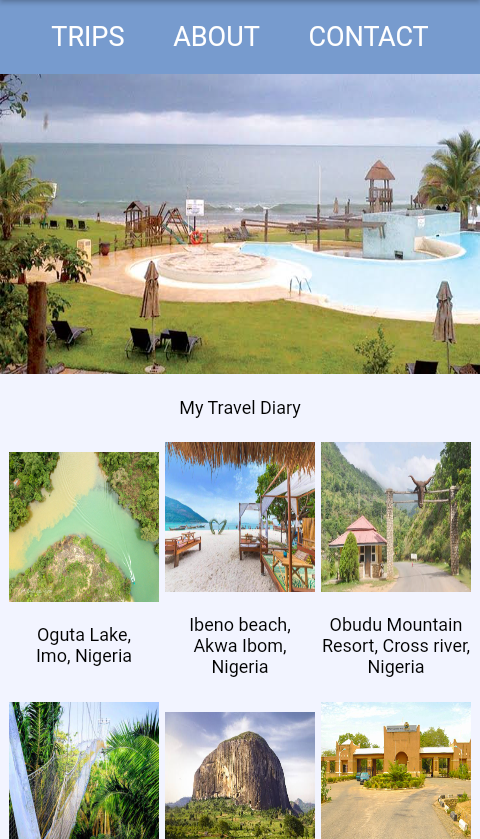 TRIPS ABOUT CONTACT
My Travel Diary
Oguta Lake,
Imo, Nigeria
Ibeno beach,
Akwa Ibom,
Nigeria
Obudu Mountain
Resort, Cross river,
Nigeria